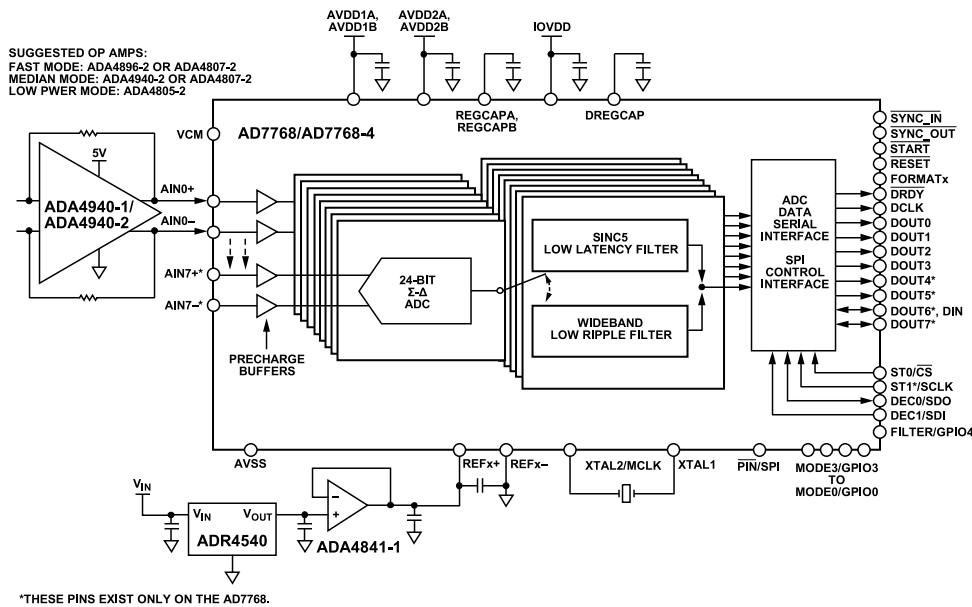 AVDD1A,
AVDD1B
AVDD2A,
AVDD2B
IOVDD
SUGGESTED OP AMPS:
FAST MODE: ADA4896-2 OR ADA4807-2
MEDIAN MODE: ADA4940-2 OR ADA4807-2
LOW PWER MODE: ADA4805-2
REGCAPA,
REGCAPB
DREGCAP
VCM
AD7768/AD7768-4
5V
ADA4940-1/
ADA4940-2
AIN0+
AIN0–
AIN7+*
AIN7–*
PRECHARGE
BUFFERS
24-BIT
Σ-Δ
ADC
SINC5
LOW LATENCY FILTER
WIDEBAND
LOW RIPPLE FILTER
ADC
DATA
SERIAL
INTERFACE
SPI
CONTROL
INTERFACE
SYNC_IN
SYNC_OUT
START
RESET
FORMATx
DRDY
DCLK
DOUT0
DOUT1
DOUT2
DOUT3
DOUT4*
DOUT5*
DOUT6*, DIN
DOUT7*
ST0/CS
ST1*/SCLK
DEC0/SDO
DEC1/SDI
FILTER/GPIO4
AVSS
REFx+
REFx–
XTAL2/MCLK
XTAL1
PIN/SPI
MODE3/GPIO3
TO
MODE0/GPIO0
VIN
VIN
VOUT
ADR4540
–
+
ADA4841-1
*THESE PINS EXIST ONLY ON THE AD7768.